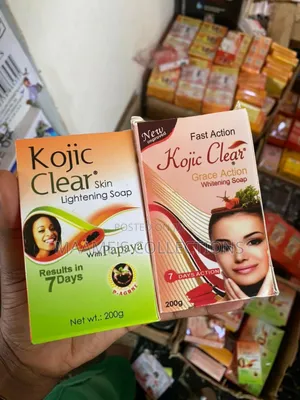 Kojic
Clear
Skin
Lightening Soap
with Papaya
Results in
7 Days
Net wt.: 200g
New
Fast Action
Kojic Clear
Grace Action
Whitening Soap
7 DAYS ACTION
200g
POSTED